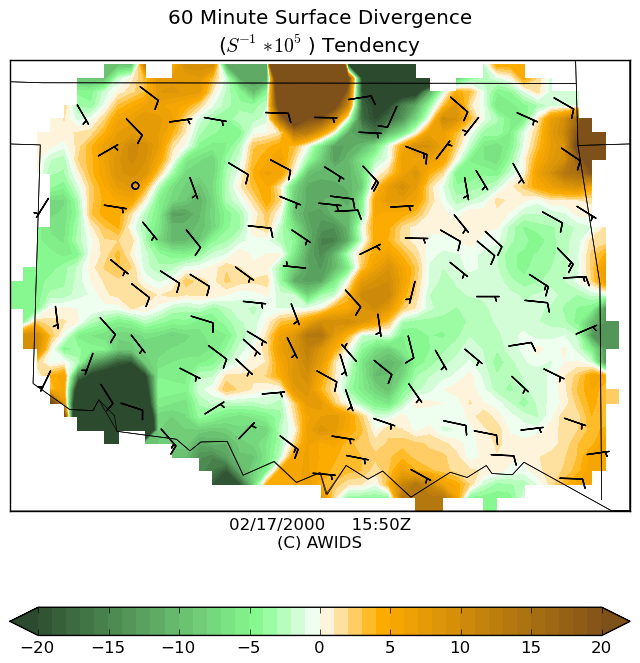 60 Minute Surface Divergence
(S⁻¹ ∗10⁵ ) Tendency
02/17/2000 15:50Z
(C) AWIDS
−20 −15 −10 −5 0 5 10 15 20